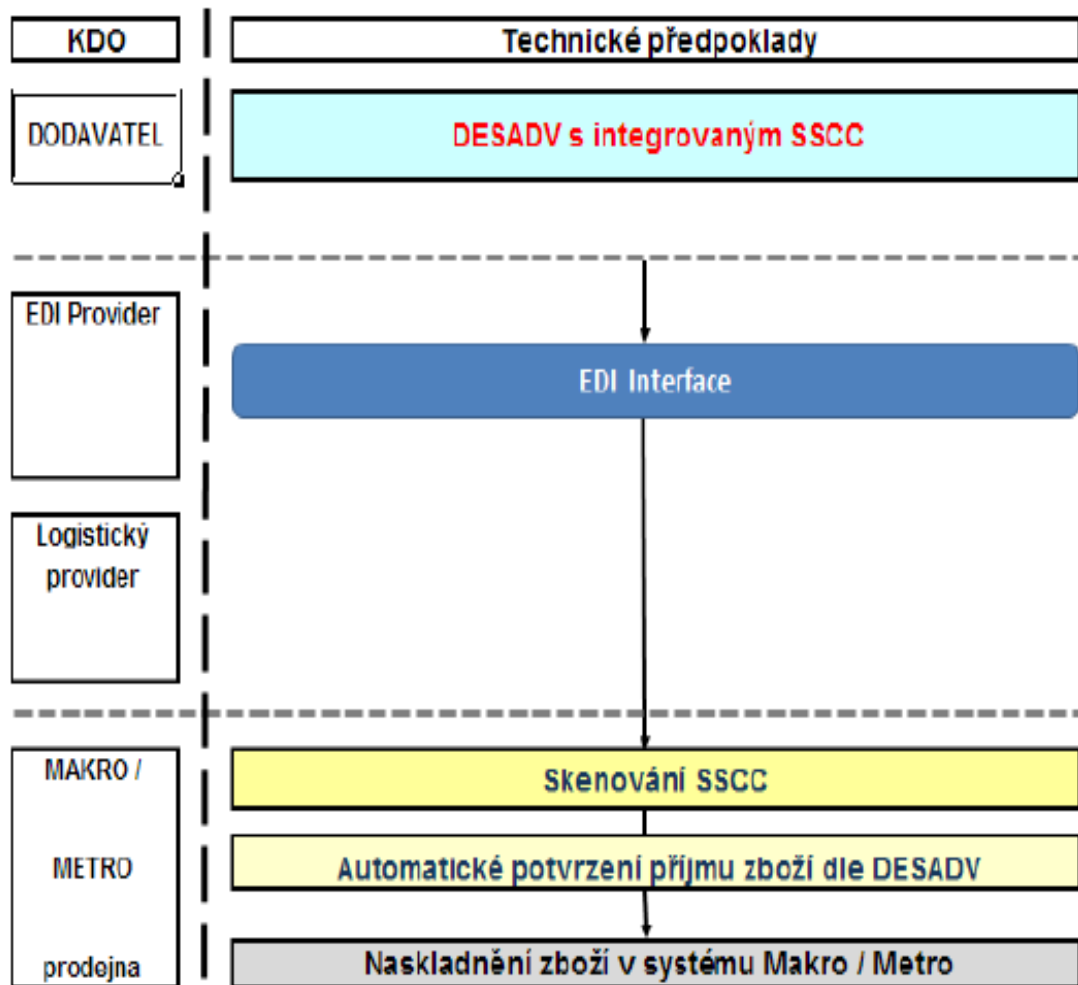 KDO
Technické předpoklady
DODAVATEL
DESADV s integrovaným SSCC
EDI Provider
EDI Interface
Logistický
provider
MAKRO /
METRO
prodejna
Skenování SSCC
Automatické potvrzení příjmu zboží dle DESADV
Naskladnění zboží v systému Makro / Metro